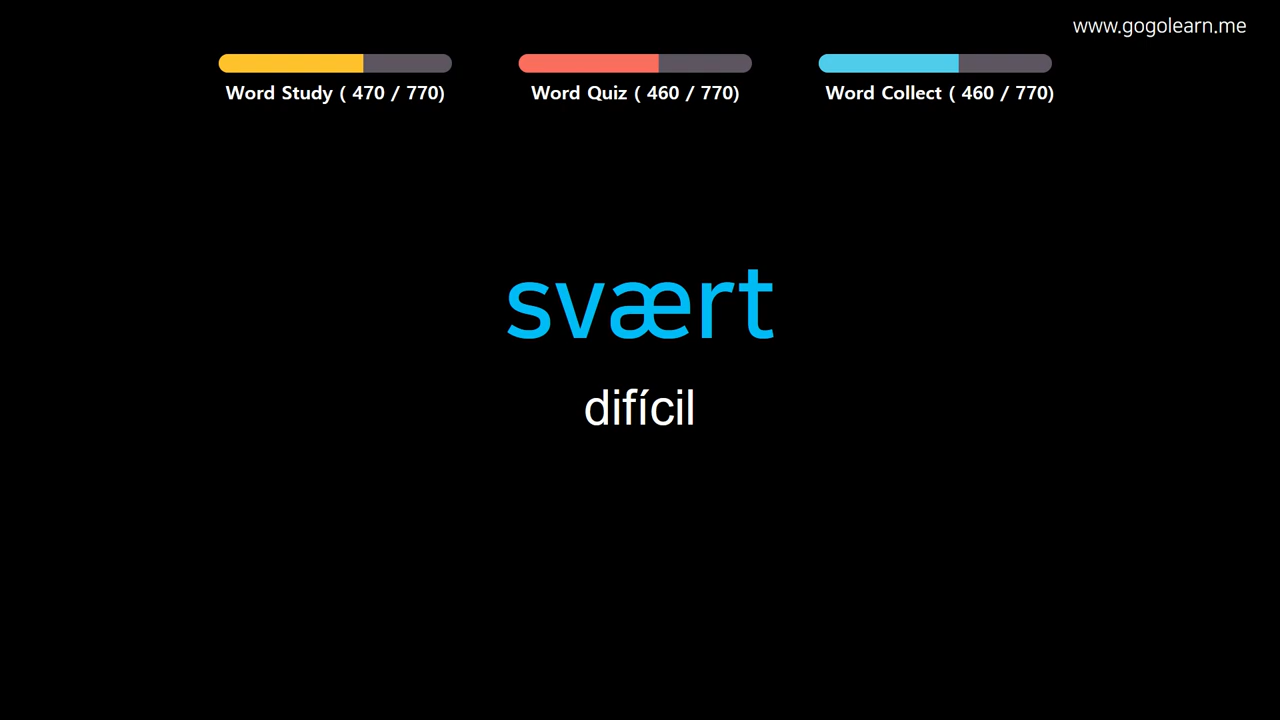 www.gogolearn.me
Word Study ( 470 / 770)
Word Quiz ( 460 / 770)
Word Collect ( 460 / 770)
svært
difícil